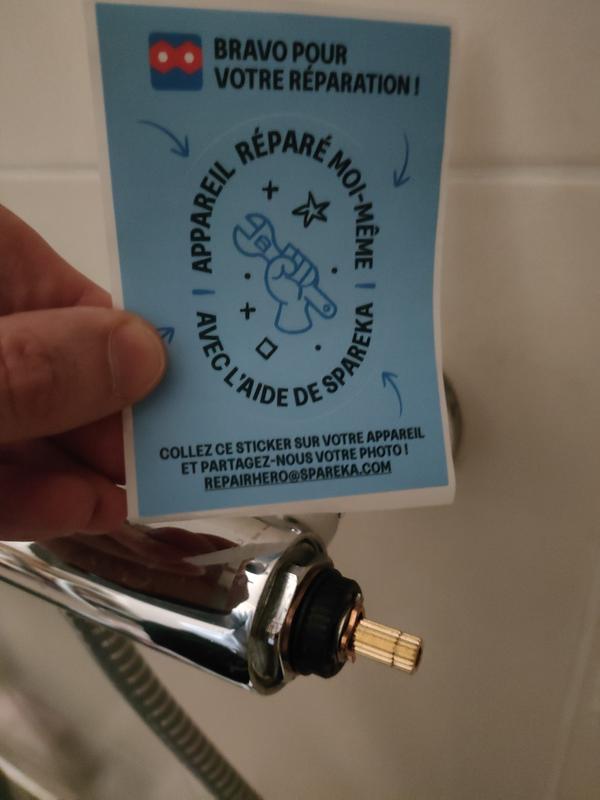 BRAVO POUR
VOTRE RÉPARATION !
APPAREIL RÉPARÉ MOI-MÊME
AVEC L'AIDE DE SPAREKA
COLLEZ CE STICKER SUR VOTRE APPAREIL
ET PARTAGEZ-NOUS VOTRE PHOTO !
REPAIRHERO@SPAREKA.COM